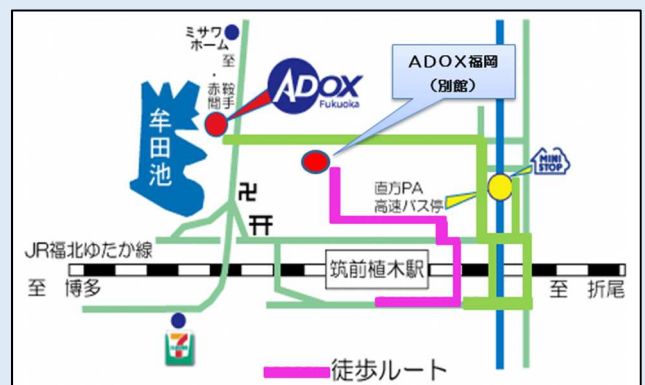 ミサワ
ホーム
至
・
鞍手
赤間
ADOX
Fukuoka
ADOX福岡
（別館）
牟田池
MINI
STOP
直方PA
高速バス停
卍
JR福北ゆたか線
筑前植木駅
至 博多
至 折尾
7
ELEVEN
徒歩ルート